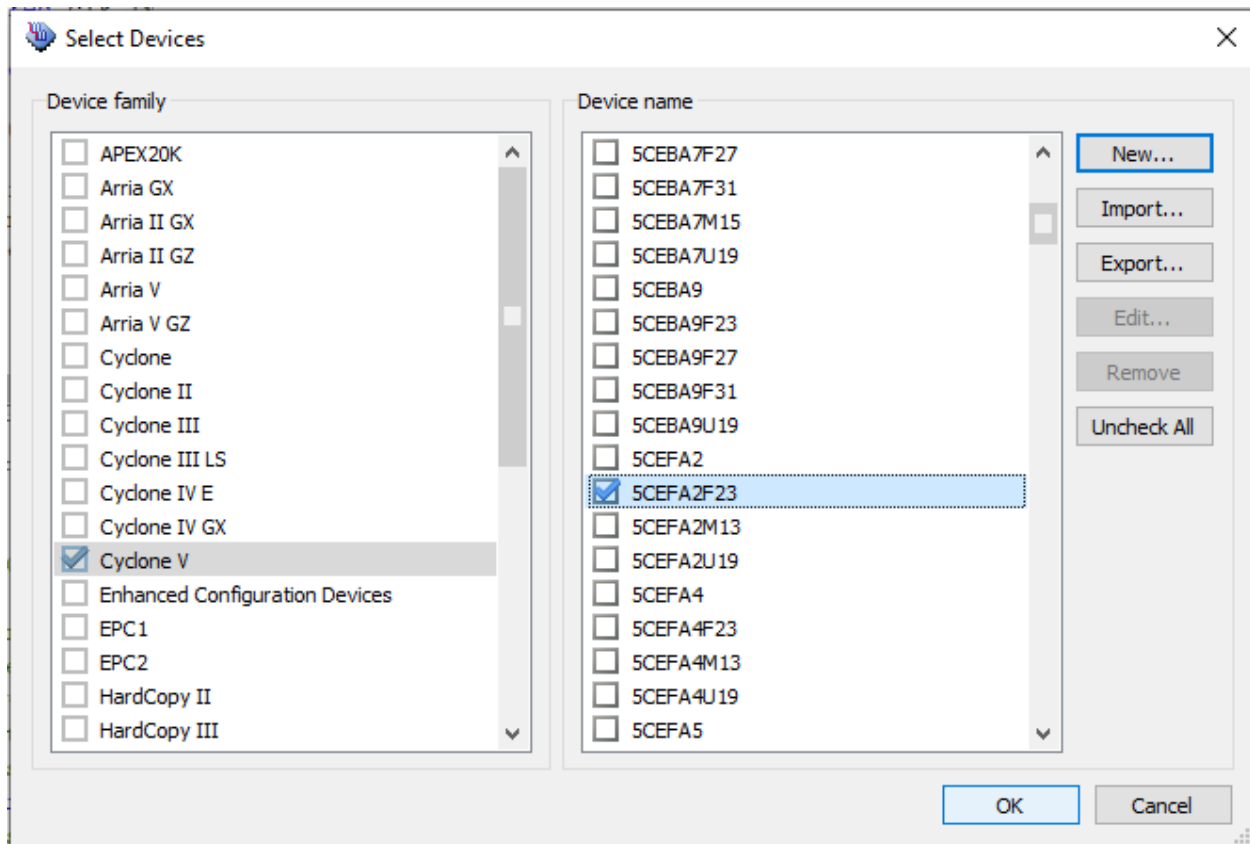 Select Devices
Device family
APEX20K
Arria GX
Arria II GX
Arria II GZ
Arria V
Arria V GZ
Cyclone
Cyclone II
Cyclone III
Cyclone III LS
Cyclone IV E
Cyclone IV GX
Cyclone V
Enhanced Configuration Devices
EPC1
EPC2
HardCopy II
HardCopy III
Device name
5CEBA7F27
5CEBA7F31
5CEBA7M15
5CEBA7U19
5CEBA9
5CEBA9F23
5CEBA9F27
5CEBA9F31
5CEBA9U19
5CEFA2
5CEFA2F23
5CEFA2M13
5CEFA2U19
5CEFA4
5CEFA4F23
5CEFA4M13
5CEFA4U19
5CEFA5
New...
Import...
Export...
Edit...
Remove
Uncheck All
OK
Cancel